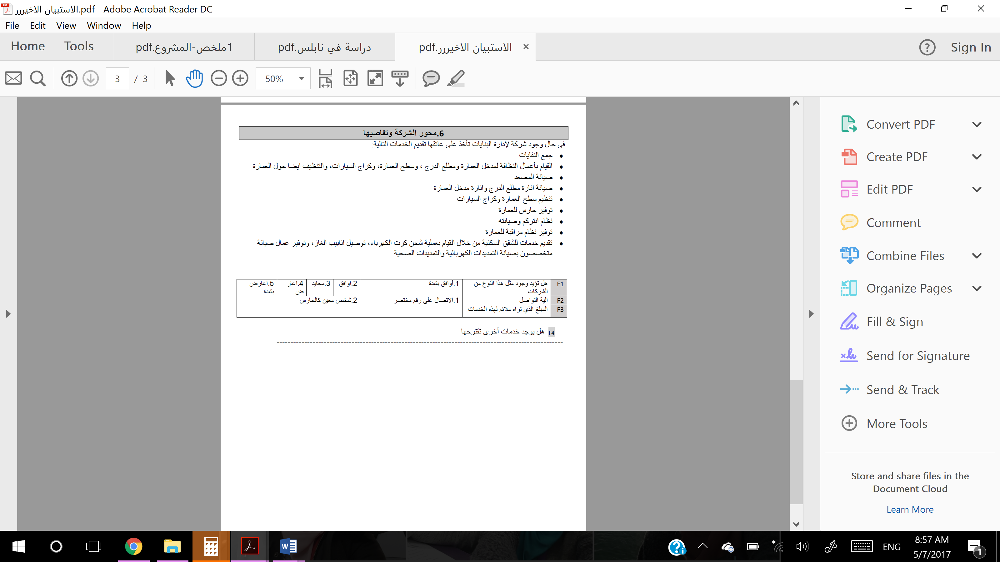 الاستبيان الاخيررر.pdf - Adobe Acrobat Reader DC
File Edit View Window Help
Home Tools 1ملخص-المشروع.pdf دراسة في نابلس.pdf الاستبيان الاخيررر.pdf × ? Sign In
3 / 3 50%
6.محور الشركة وتفاصيها
في حال وجود شركة لإدارة البنايات تأخذ على عاتقها تقديم الخدمات التالية:
• جمع النفايات
• القيام بأعمال النظافة لمدخل العمارة ومطلع الدرج ، وسطح العمارة، وكراج السيارات، والتنظيف ايضا حول العمارة
• صيانة المصعد
• صيانة انارة مطلع الدرج وانارة مدخل العمارة
• تنظيم سطح العمارة وكراج السيارات
• توفير حارس للعمارة
• نظام انتركم وصيانته
• توفير نظام مراقبة للعمارة
• تقديم خدمات للشقق السكنية من خلال القيام بعملية شحن كرت الكهرباء، توصيل انابيب الغاز، وتوفير عمال صيانة
متخصصون بصيانة التمديدات الكهربائية والتمديدات الصحية.
F1 هل تؤيد وجود مثل هذا النوع من 1.أوافق بشدة 2.اوافق 3.محايد 4.اعار 5.اعارض
الشركات ض بشدة
F2 الية التواصل 1.الاتصال على رقم مختصر 2.شخص معين كالحارس
F3 المبلغ الذي تراه ملائم لهذه الخدمات
F4 هل يوجد خدمات أخرى تقترحها
Convert PDF
Create PDF
Edit PDF
Comment
Combine Files
Organize Pages
Fill & Sign
Send for Signature
Send & Track
More Tools
Store and share files in the
Document Cloud
Learn More
ENG 8:57 AM
5/7/2017 1